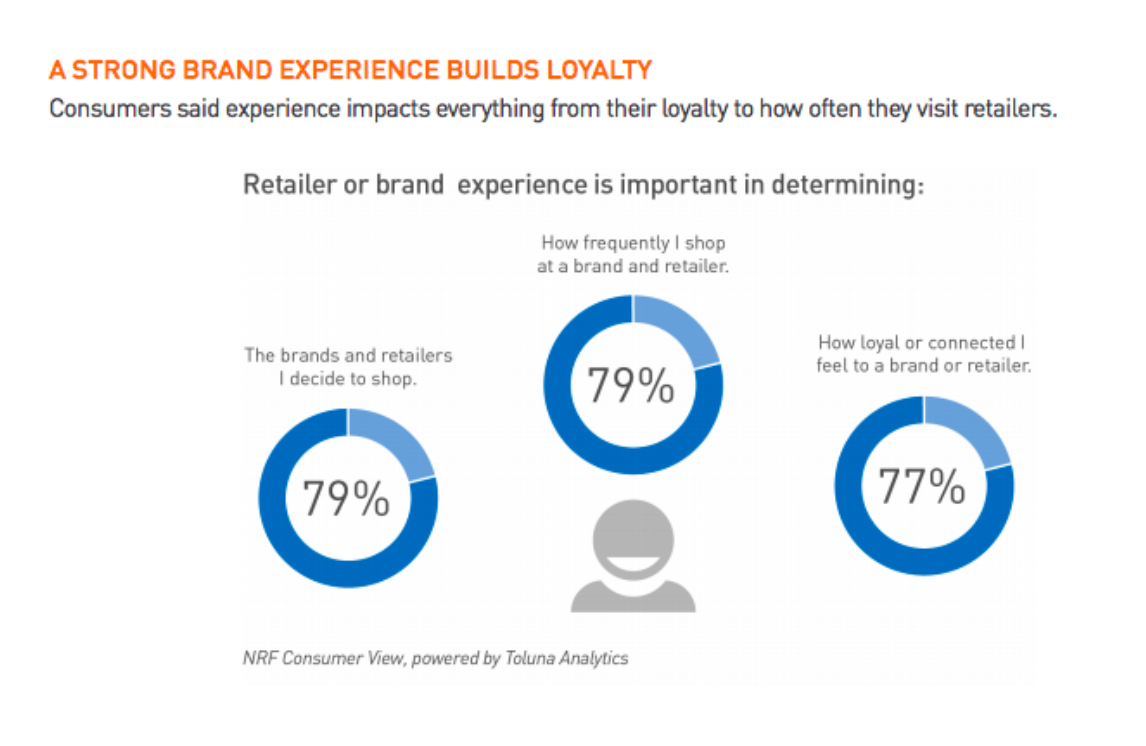 A STRONG BRAND EXPERIENCE BUILDS LOYALTY
Consumers said experience impacts everything from their loyalty to how often they visit retailers.
Retailer or brand experience is important in determining:
The brands and retailers
I decide to shop.
79%
How frequently I shop
at a brand and retailer.
79%
How loyal or connected I
feel to a brand or retailer.
77%
NRF Consumer View, powered by Toluna Analytics